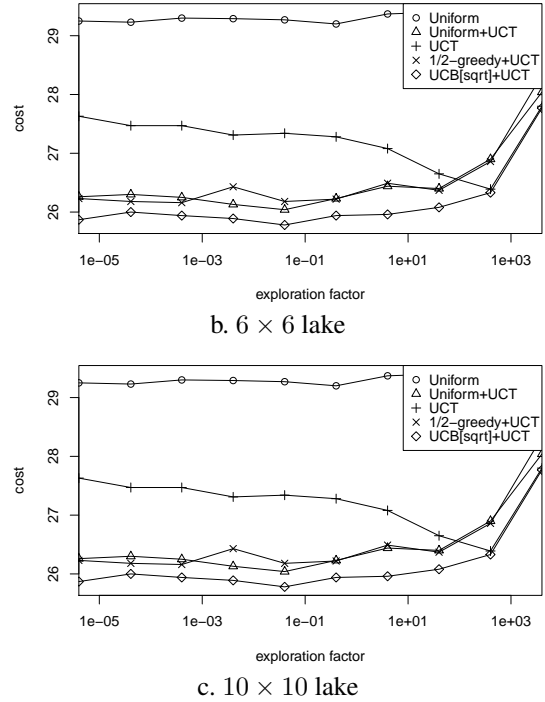 29
28
27
26
cost
Uniform
Uniform+UCT
UCT
1/2−greedy+UCT
UCB[sqrt]+UCT
1e−05 1e−03 1e−01 1e+01 1e+03
exploration factor
b. 6 × 6 lake
29
28
27
26
cost
Uniform
Uniform+UCT
UCT
1/2−greedy+UCT
UCB[sqrt]+UCT
1e−05 1e−03 1e−01 1e+01 1e+03
exploration factor
c. 10 × 10 lake